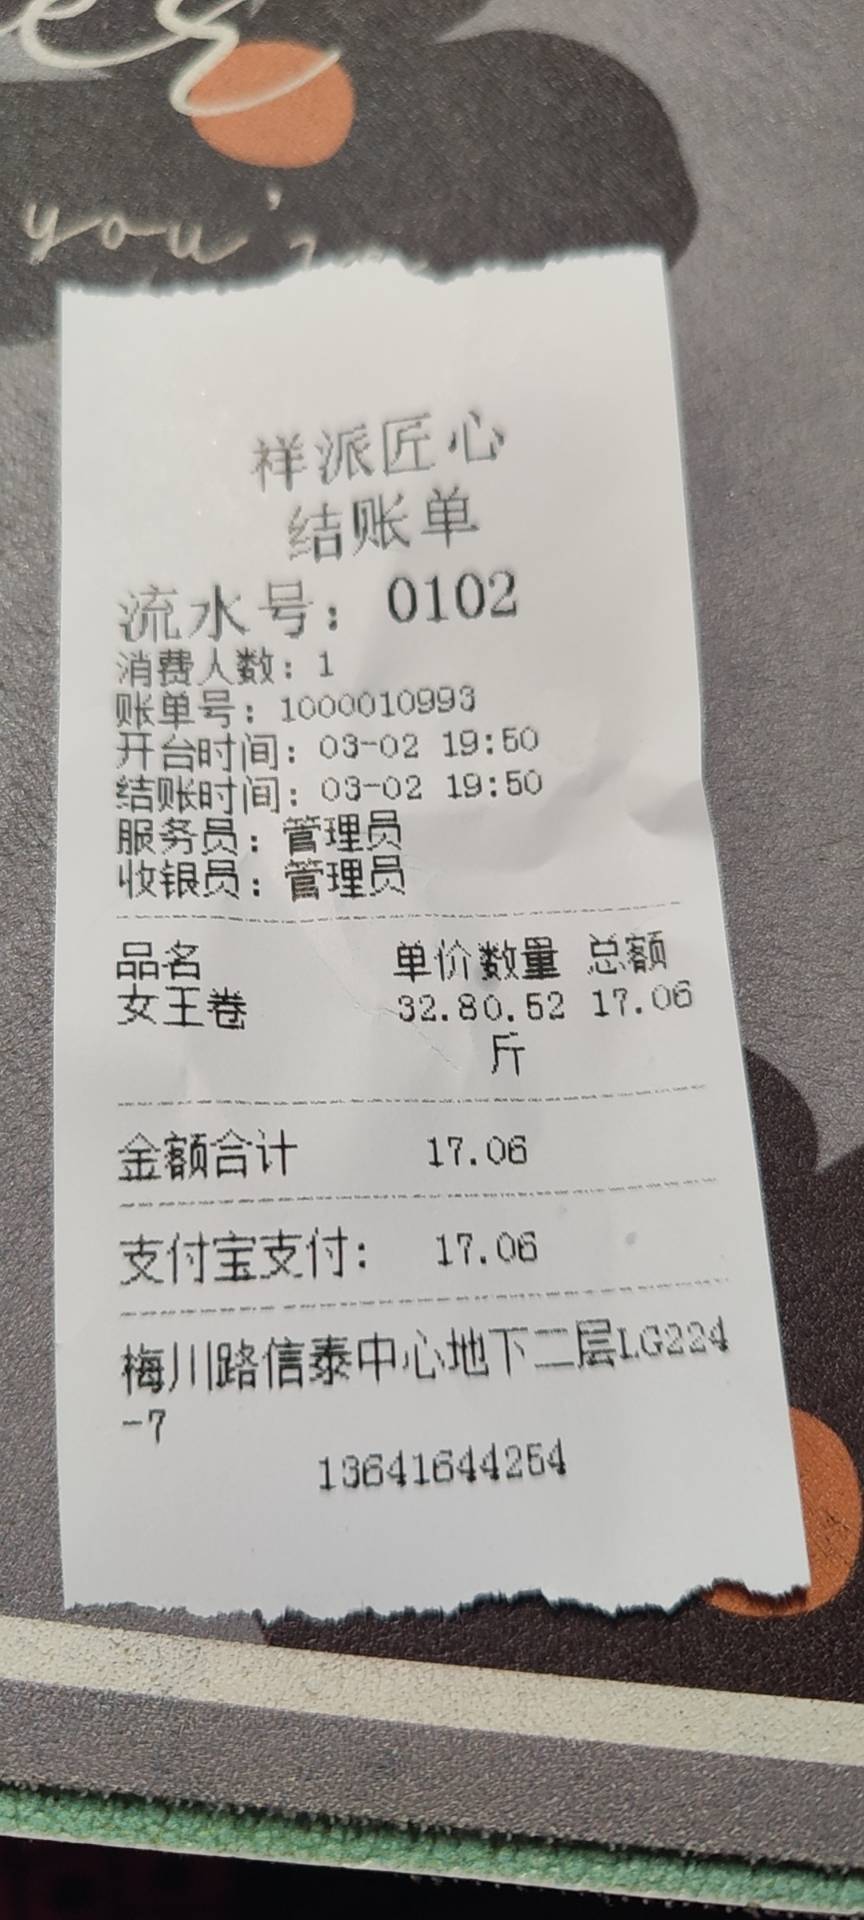 you'
祥派匠心
结账单
流水号：0102
消费人数：1
账单号：1000010993
开台时间：03-02 19:50
结账时间：03-02 19:50
服务员：管理员
收银员：管理员
品名 单价数量 总额
女王卷 32.80.52 17.06
斤
金额合计 17.06
支付宝支付： 17.06
梅川路信泰中心地下二层LG224
-7
13641644254